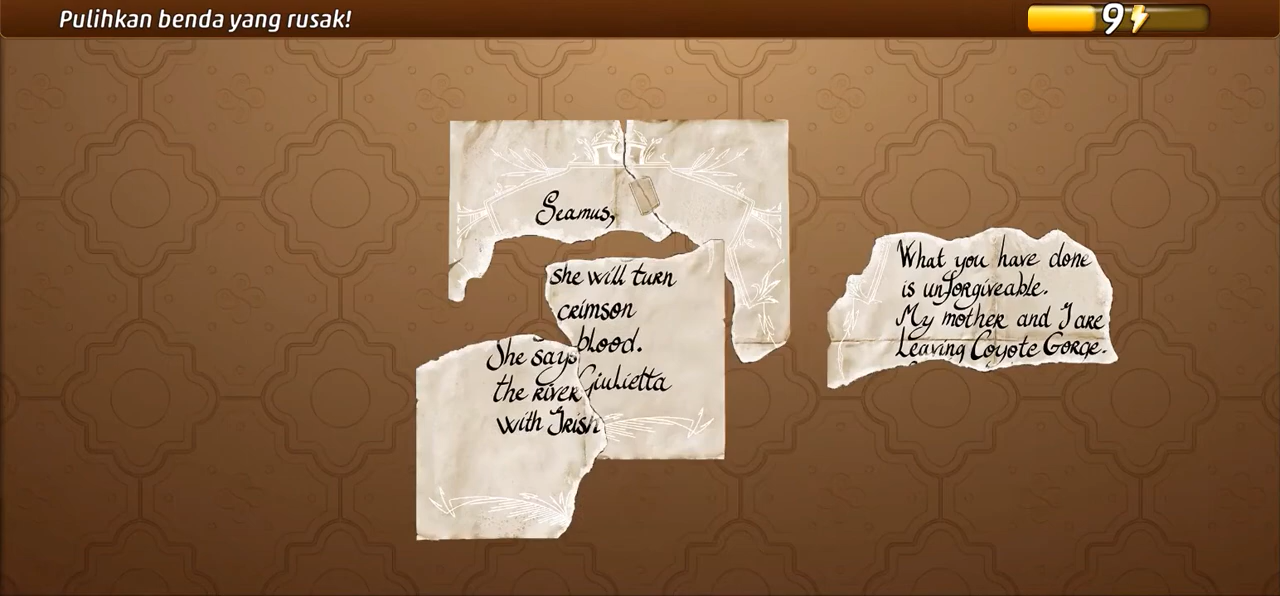 Pulihkan benda yang rusak!
9
Seamus,
she will turn
crimson
blood.
Giulietta
She says
the river
with Irish
What you have done
is unforgiveable.
My mother and I are
Leaving Coyote Gorge.